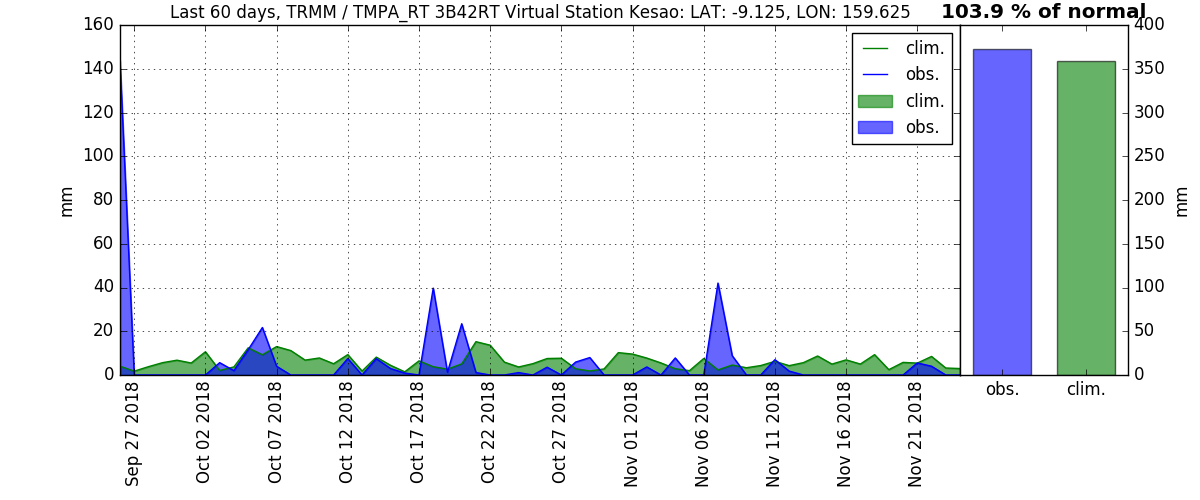 Last 60 days, TRMM / TMPA_RT 3B42RT Virtual Station Kesao: LAT: -9.125, LON: 159.625
103.9 % of normal
160
140
120
100
80
60
40
20
0
mm
clim.
obs.
clim.
obs.
Sep 27 2018
Oct 02 2018
Oct 07 2018
Oct 12 2018
Oct 17 2018
Oct 22 2018
Oct 27 2018
Nov 01 2018
Nov 06 2018
Nov 11 2018
Nov 16 2018
Nov 21 2018
400
350
300
250
200
150
100
50
0
mm
obs.
clim.